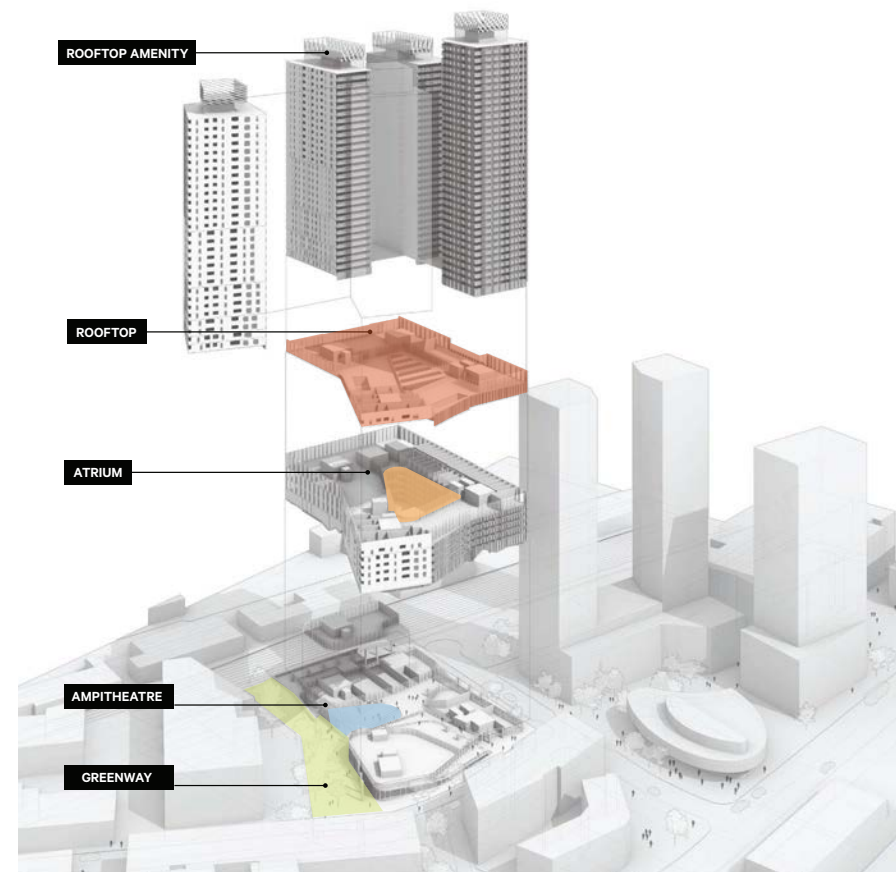 ROOFTOP AMENITY
ROOFTOP
ATRIUM
AMPITHEATRE
GREENWAY